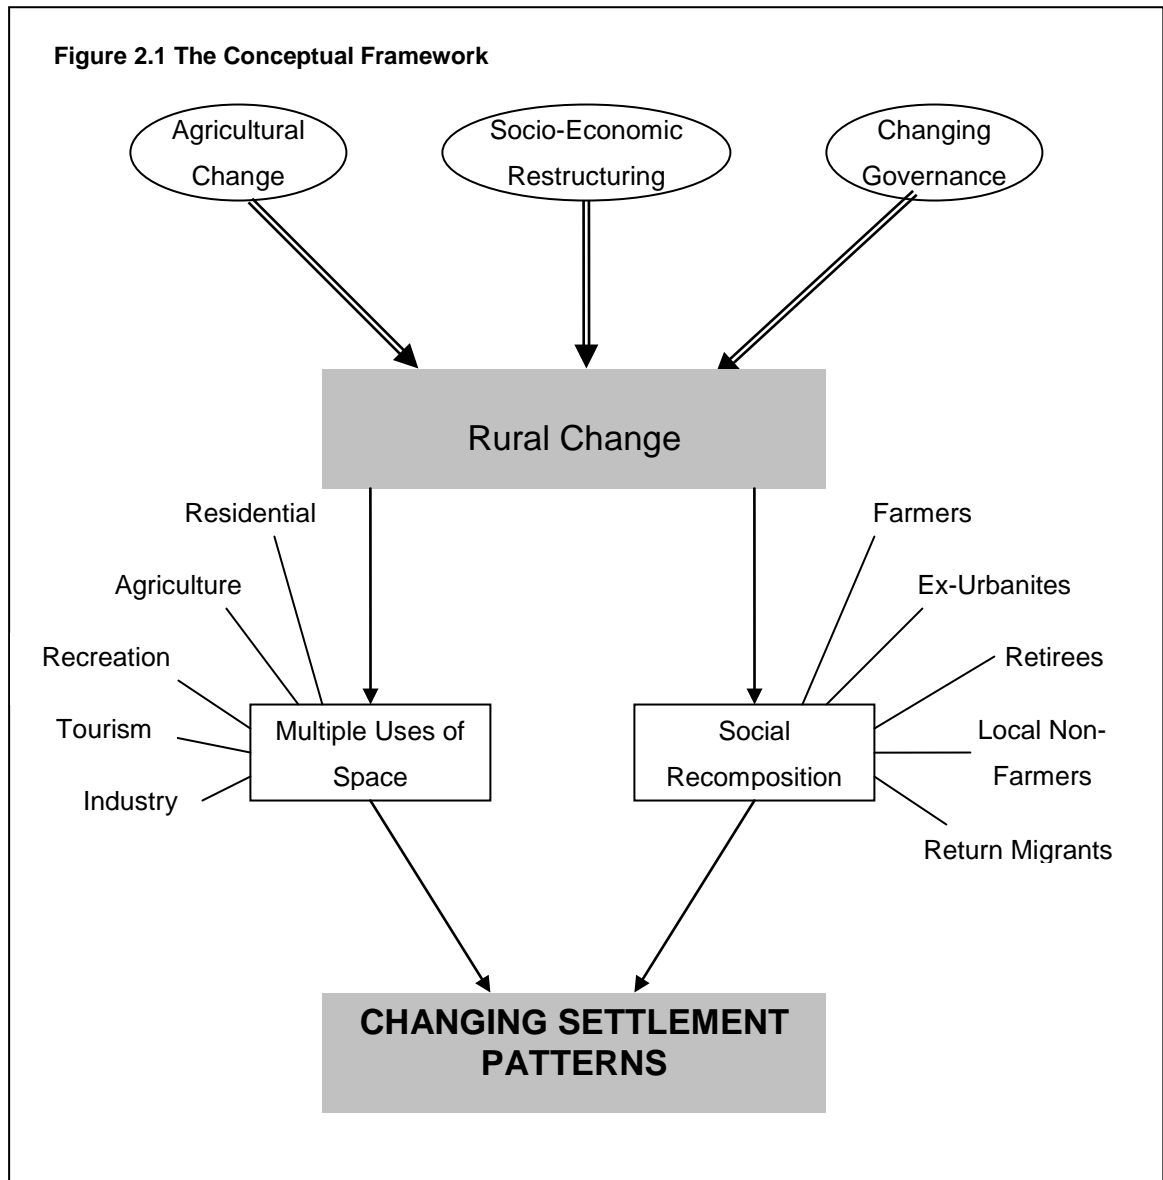 Figure 2.1 The Conceptual Framework
Agricultural
Change
Socio-Economic
Restructuring
Changing
Governance
Rural Change
Residential
Agriculture
Recreation
Tourism
Industry
Multiple Uses of
Space
Farmers
Ex-Urbanites
Retirees
Local Non-
Farmers
Return Migrants
Social
Recomposition
CHANGING SETTLEMENT
PATTERNS